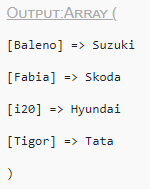 OUTPUT:ARRAY (
[Baleno] => Suzuki
[Fabia] => Skoda
[i20] => Hyundai
[Tigor] => Tata
)